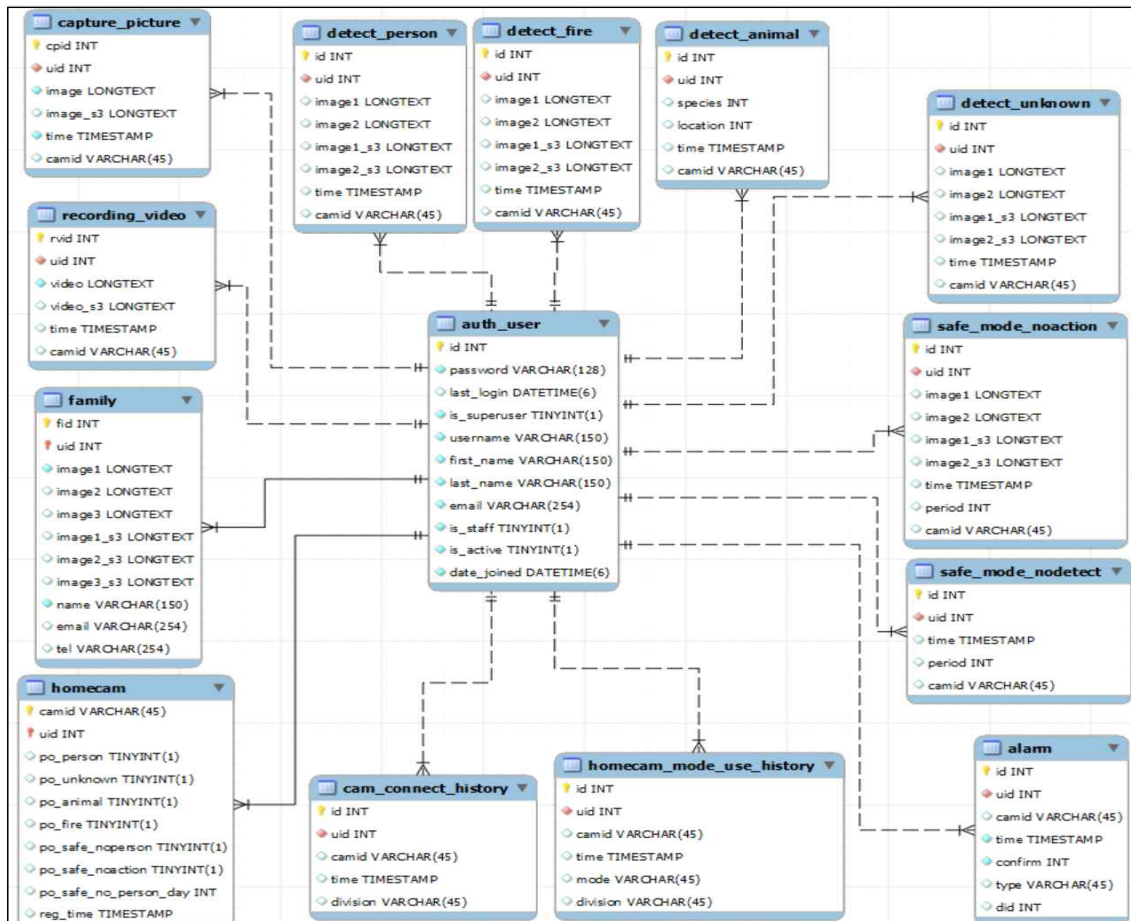 capture_picture
cpid INT
uid INT
image LONGTEXT
image_s3 LONGTEXT
time TIMESTAMP
camid VARCHAR(45)
detect_person
id INT
uid INT
image1 LONGTEXT
image2 LONGTEXT
image1_s3 LONGTEXT
image2_s3 LONGTEXT
time TIMESTAMP
camid VARCHAR(45)
detect_fire
id INT
uid INT
image1 LONGTEXT
image2 LONGTEXT
image1_s3 LONGTEXT
image2_s3 LONGTEXT
time TIMESTAMP
camid VARCHAR(45)
detect_animal
id INT
uid INT
species INT
location INT
time TIMESTAMP
camid VARCHAR(45)
detect_unknown
id INT
uid INT
image1 LONGTEXT
image2 LONGTEXT
image1_s3 LONGTEXT
image2_s3 LONGTEXT
time TIMESTAMP
camid VARCHAR(45)
recording_video
rvid INT
uid INT
video LONGTEXT
video_s3 LONGTEXT
time TIMESTAMP
camid VARCHAR(45)
auth_user
id INT
password VARCHAR(128)
last_login DATETIME(6)
is_superuser TINYINT(1)
username VARCHAR(150)
first_name VARCHAR(150)
last_name VARCHAR(150)
email VARCHAR(254)
is_staff TINYINT(1)
is_active TINYINT(1)
date_joined DATETIME(6)
safe_mode_noaction
id INT
uid INT
image1 LONGTEXT
image2 LONGTEXT
image1_s3 LONGTEXT
image2_s3 LONGTEXT
time TIMESTAMP
period INT
camid VARCHAR(45)
family
fid INT
uid INT
image1 LONGTEXT
image2 LONGTEXT
image3 LONGTEXT
image1_s3 LONGTEXT
image2_s3 LONGTEXT
image3_s3 LONGTEXT
name VARCHAR(150)
email VARCHAR(254)
tel VARCHAR(254)
safe_mode_nodetect
id INT
uid INT
time TIMESTAMP
period INT
camid VARCHAR(45)
homecam
camid VARCHAR(45)
uid INT
po_person TINYINT(1)
po_unknown TINYINT(1)
po_animal TINYINT(1)
po_fire TINYINT(1)
po_safe_noperson TINYINT(1)
po_safe_noaction TINYINT(1)
po_safe_no_person_day INT
reg_time TIMESTAMP
cam_connect_history
id INT
uid INT
camid VARCHAR(45)
time TIMESTAMP
division VARCHAR(45)
homecam_mode_use_history
id INT
uid INT
camid VARCHAR(45)
time TIMESTAMP
mode VARCHAR(45)
division VARCHAR(45)
alarm
id INT
uid INT
camid VARCHAR(45)
time TIMESTAMP
confirm INT
type VARCHAR(45)
did INT